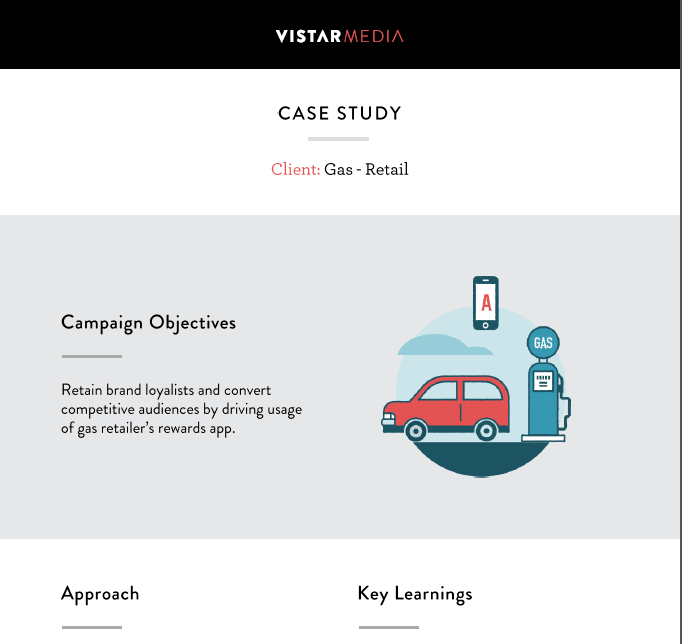 VISTARMEDIA
CASE STUDY
Client: Gas - Retail
A
GAS
Campaign Objectives
Retain brand loyalists and convert
competitive audiences by driving usage
of gas retailer's rewards app.
Approach
Key Learnings